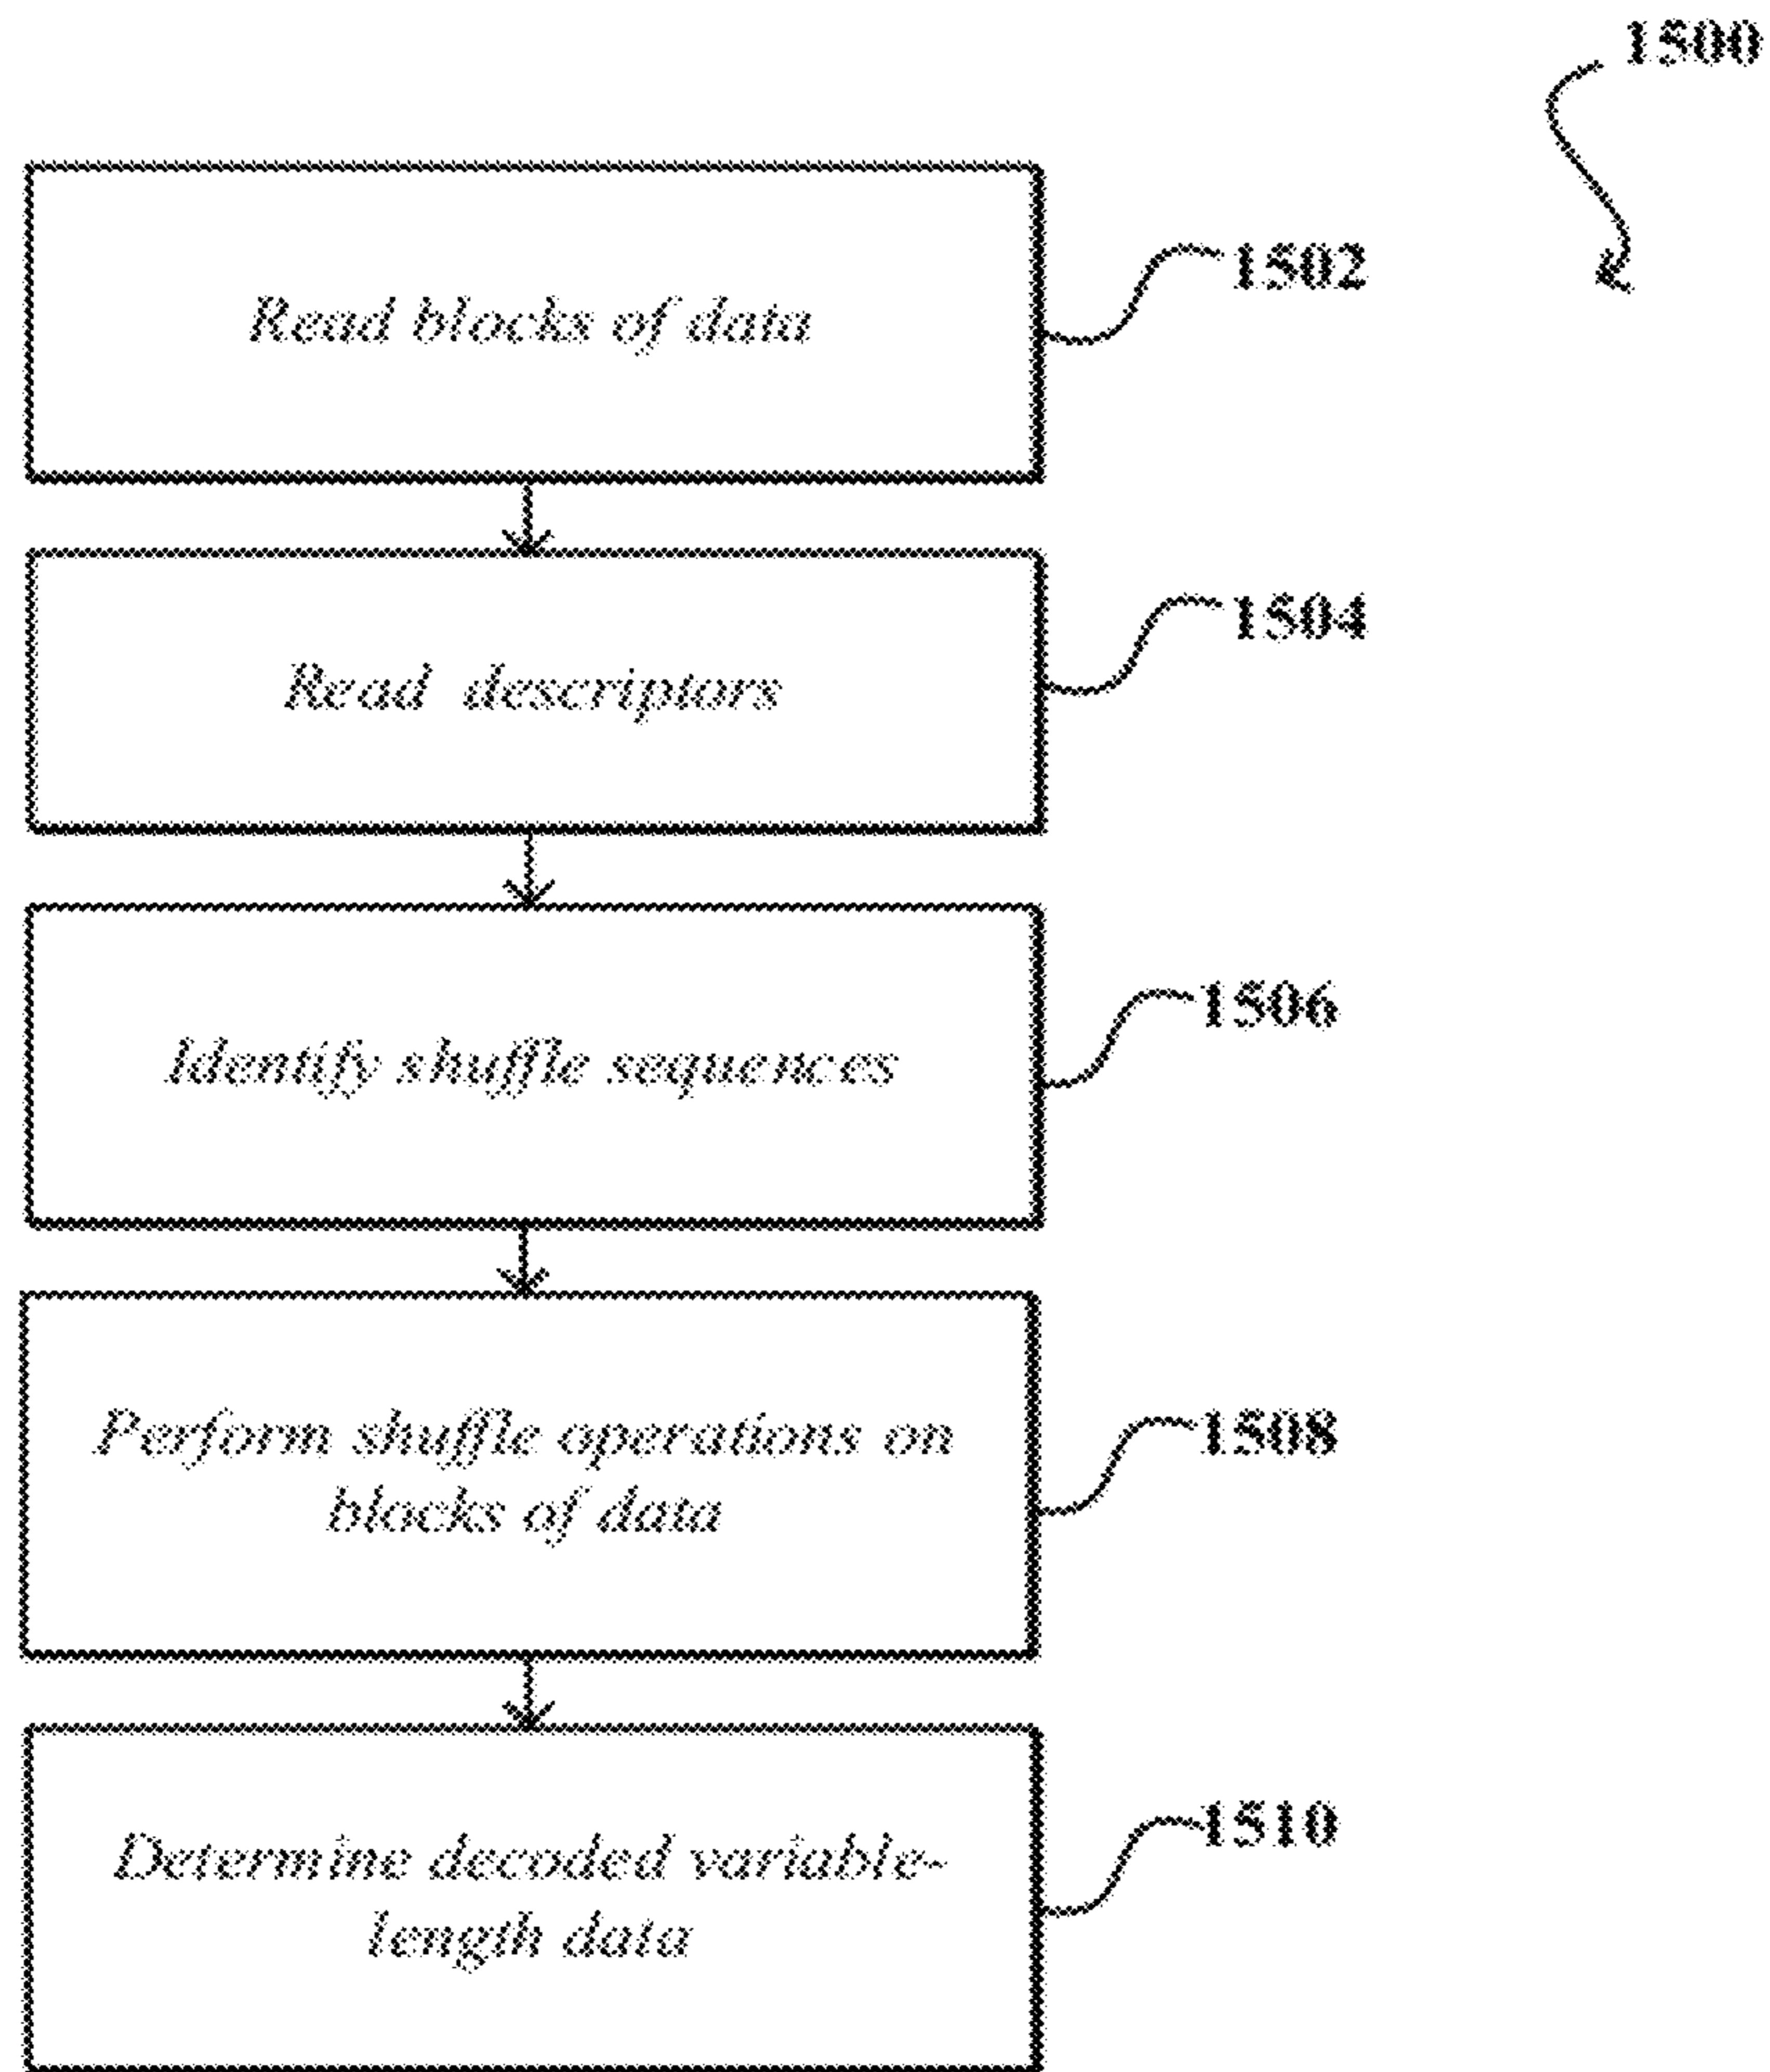 1500
Read blocks of data
1502
Read descriptors
1504
Identify shuffle sequences
1506
Perform shuffle operations on
blocks of data
1508
Determine decoded variable-
length data
1510